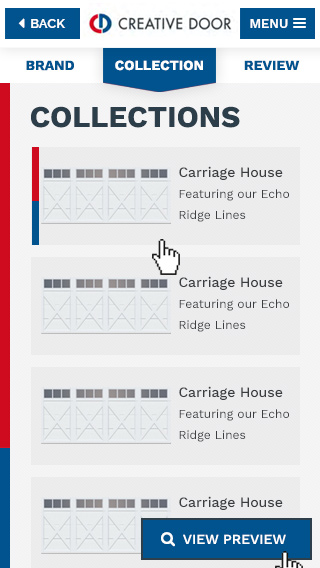 BACK
CREATIVE DOOR
MENU
BRAND
COLLECTION
REVIEW
COLLECTIONS
Carriage House
Featuring our Echo
Ridge Lines
Carriage House
Featuring our Echo
Ridge Lines
Carriage House
Featuring our Echo
Ridge Lines
Carriage House
VIEW PREVIEW